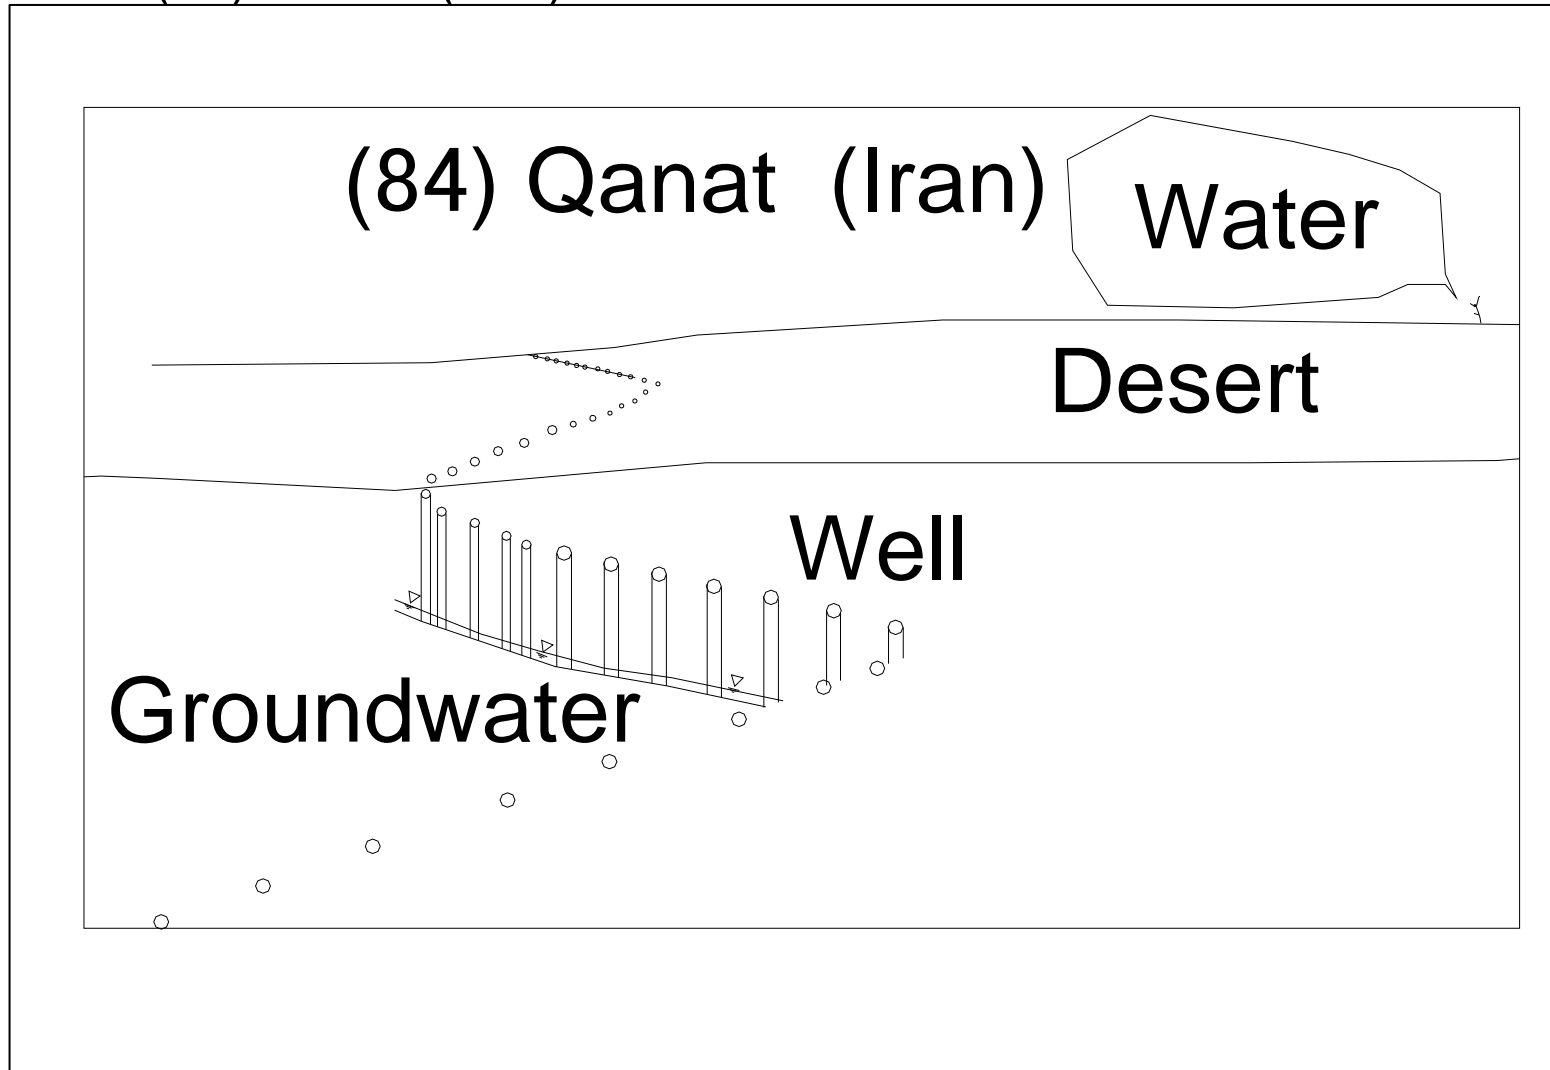 (84) Qanat (Iran)
Water
Desert
Well
Groundwater